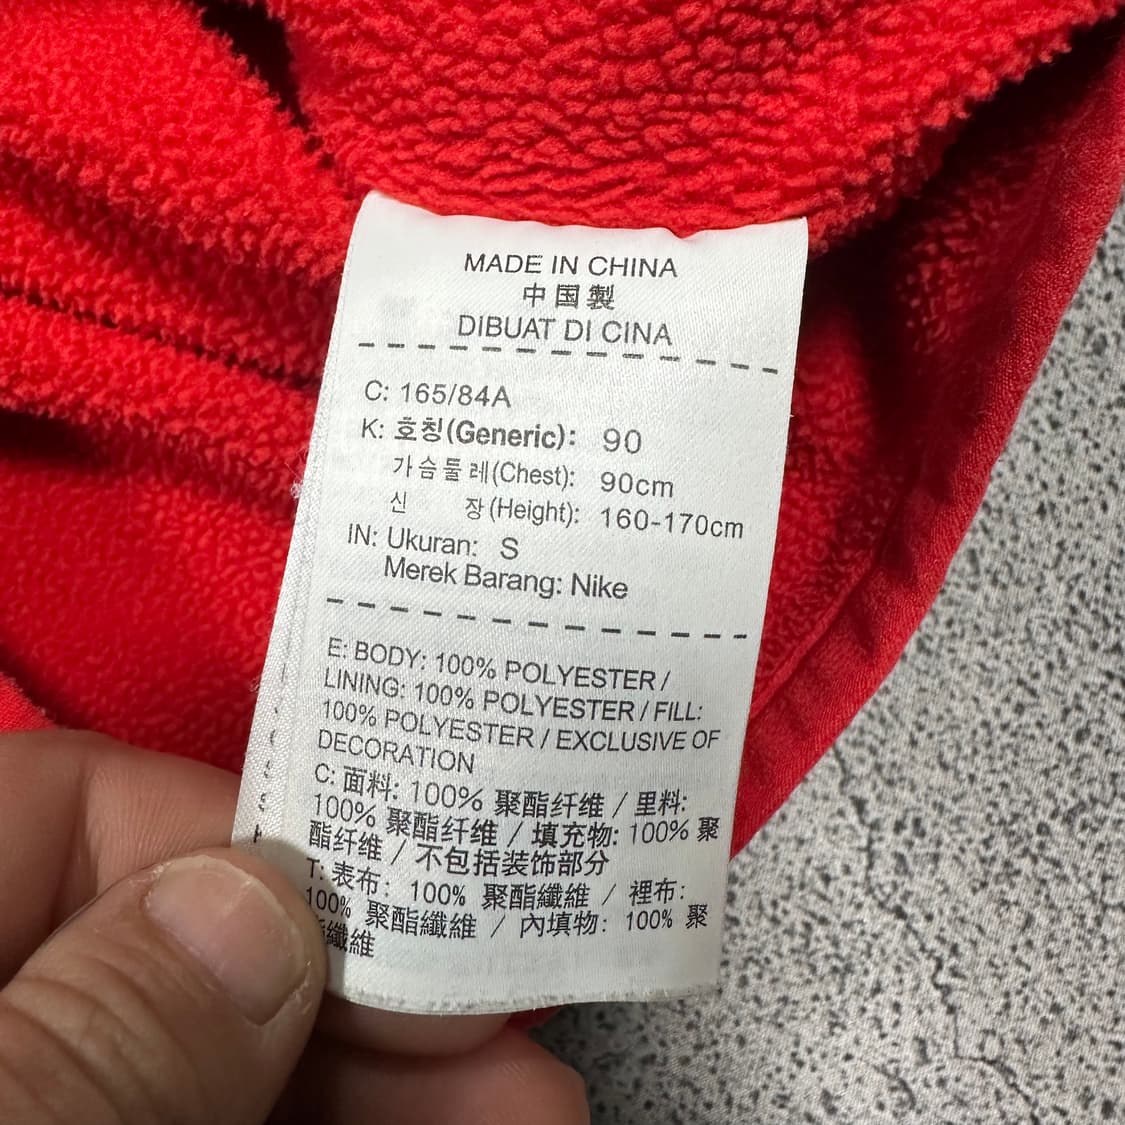 MADE IN CHINA
中国製
DIBUAT DI CINA
C: 165/84A
K: 호칭(Generic): 90
가슴둘레(Chest): 90cm
신 장(Height): 160-170cm
IN: Ukuran: S
Merek Barang: Nike
E: BODY: 100% POLYESTER /
LINING: 100% POLYESTER / FILL:
100% POLYESTER / EXCLUSIVE OF
DECORATION
C: 面料: 100% 聚酯纤维 / 里料:
100% 聚酯纤维 / 填充物: 100% 聚
酯纤维 / 不包括装饰部分
T: 表布: 100% 聚酯纖維 / 裡布:
100% 聚酯纖維 / 內填物: 100% 聚
纖維